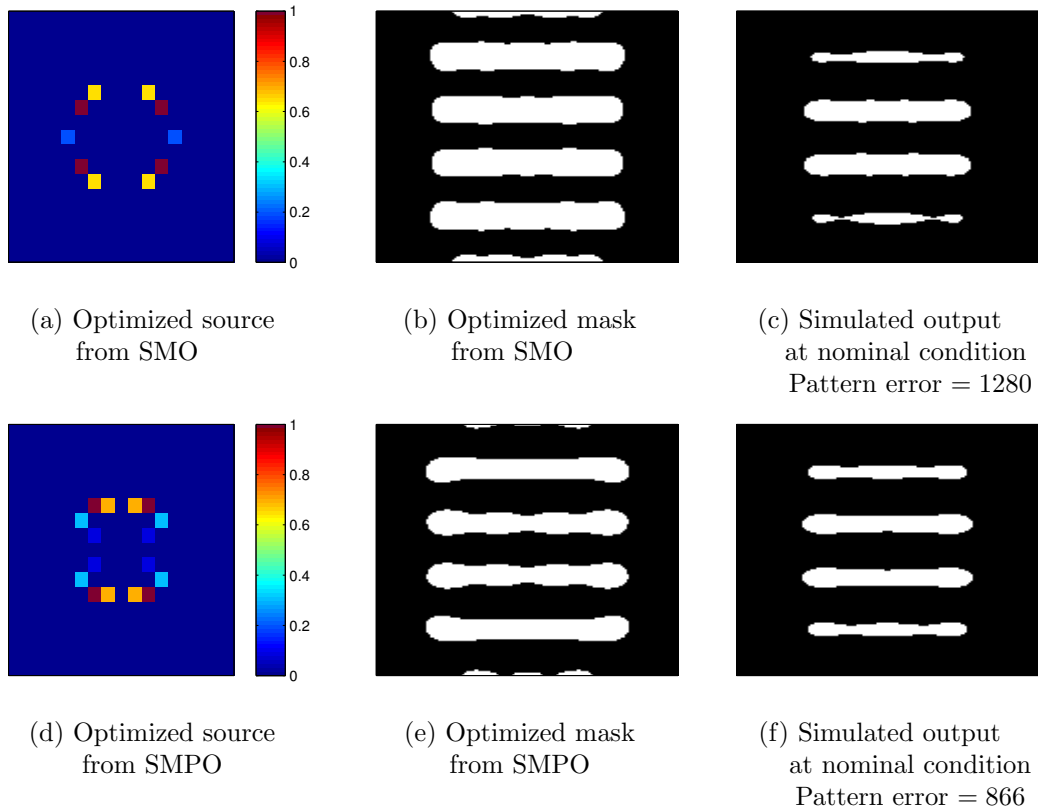 1
0.8
0.6
0.4
0.2
0
(a) Optimized source
from SMO
(b) Optimized mask
from SMO
(c) Simulated output
at nominal condition
Pattern error = 1280
1
0.8
0.6
0.4
0.2
0
(d) Optimized source
from SMPO
(e) Optimized mask
from SMPO
(f) Simulated output
at nominal condition
Pattern error = 866